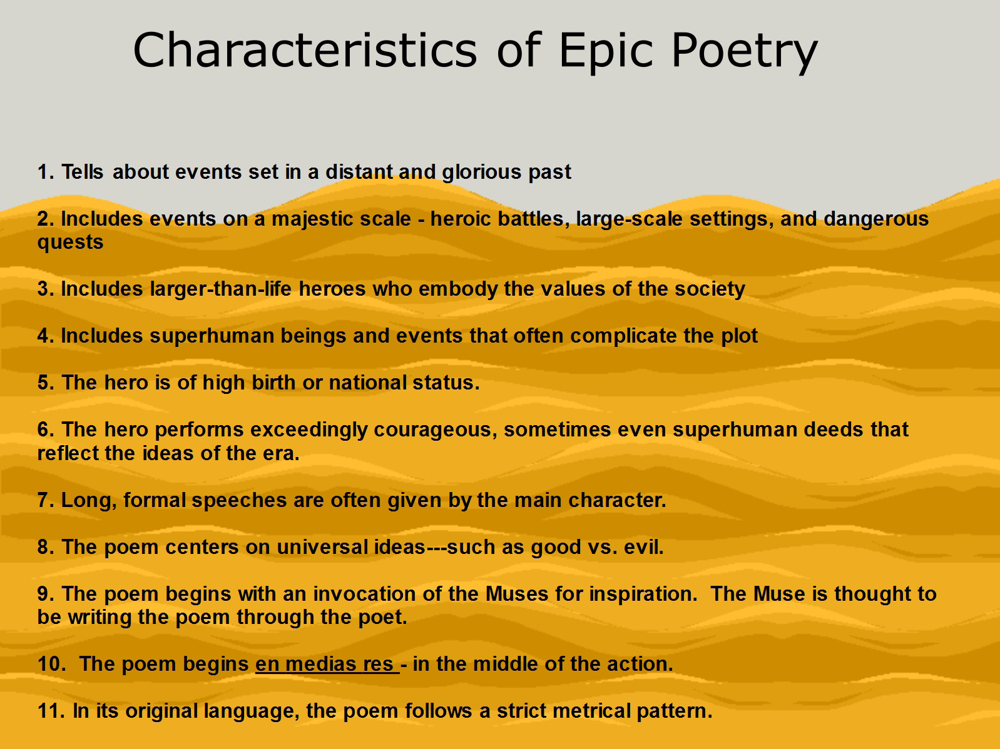 Characteristics of Epic Poetry
1. Tells about events set in a distant and glorious past
2. Includes events on a majestic scale - heroic battles, large-scale settings, and dangerous
quests
3. Includes larger-than-life heroes who embody the values of the society
4. Includes superhuman beings and events that often complicate the plot
5. The hero is of high birth or national status.
6. The hero performs exceedingly courageous, sometimes even superhuman deeds that
reflect the ideas of the era.
7. Long, formal speeches are often given by the main character.
8. The poem centers on universal ideas---such as good vs. evil.
9. The poem begins with an invocation of the Muses for inspiration.  The Muse is thought to
be writing the poem through the poet.
10.  The poem begins en medias res - in the middle of the action.
11. In its original language, the poem follows a strict metrical pattern.